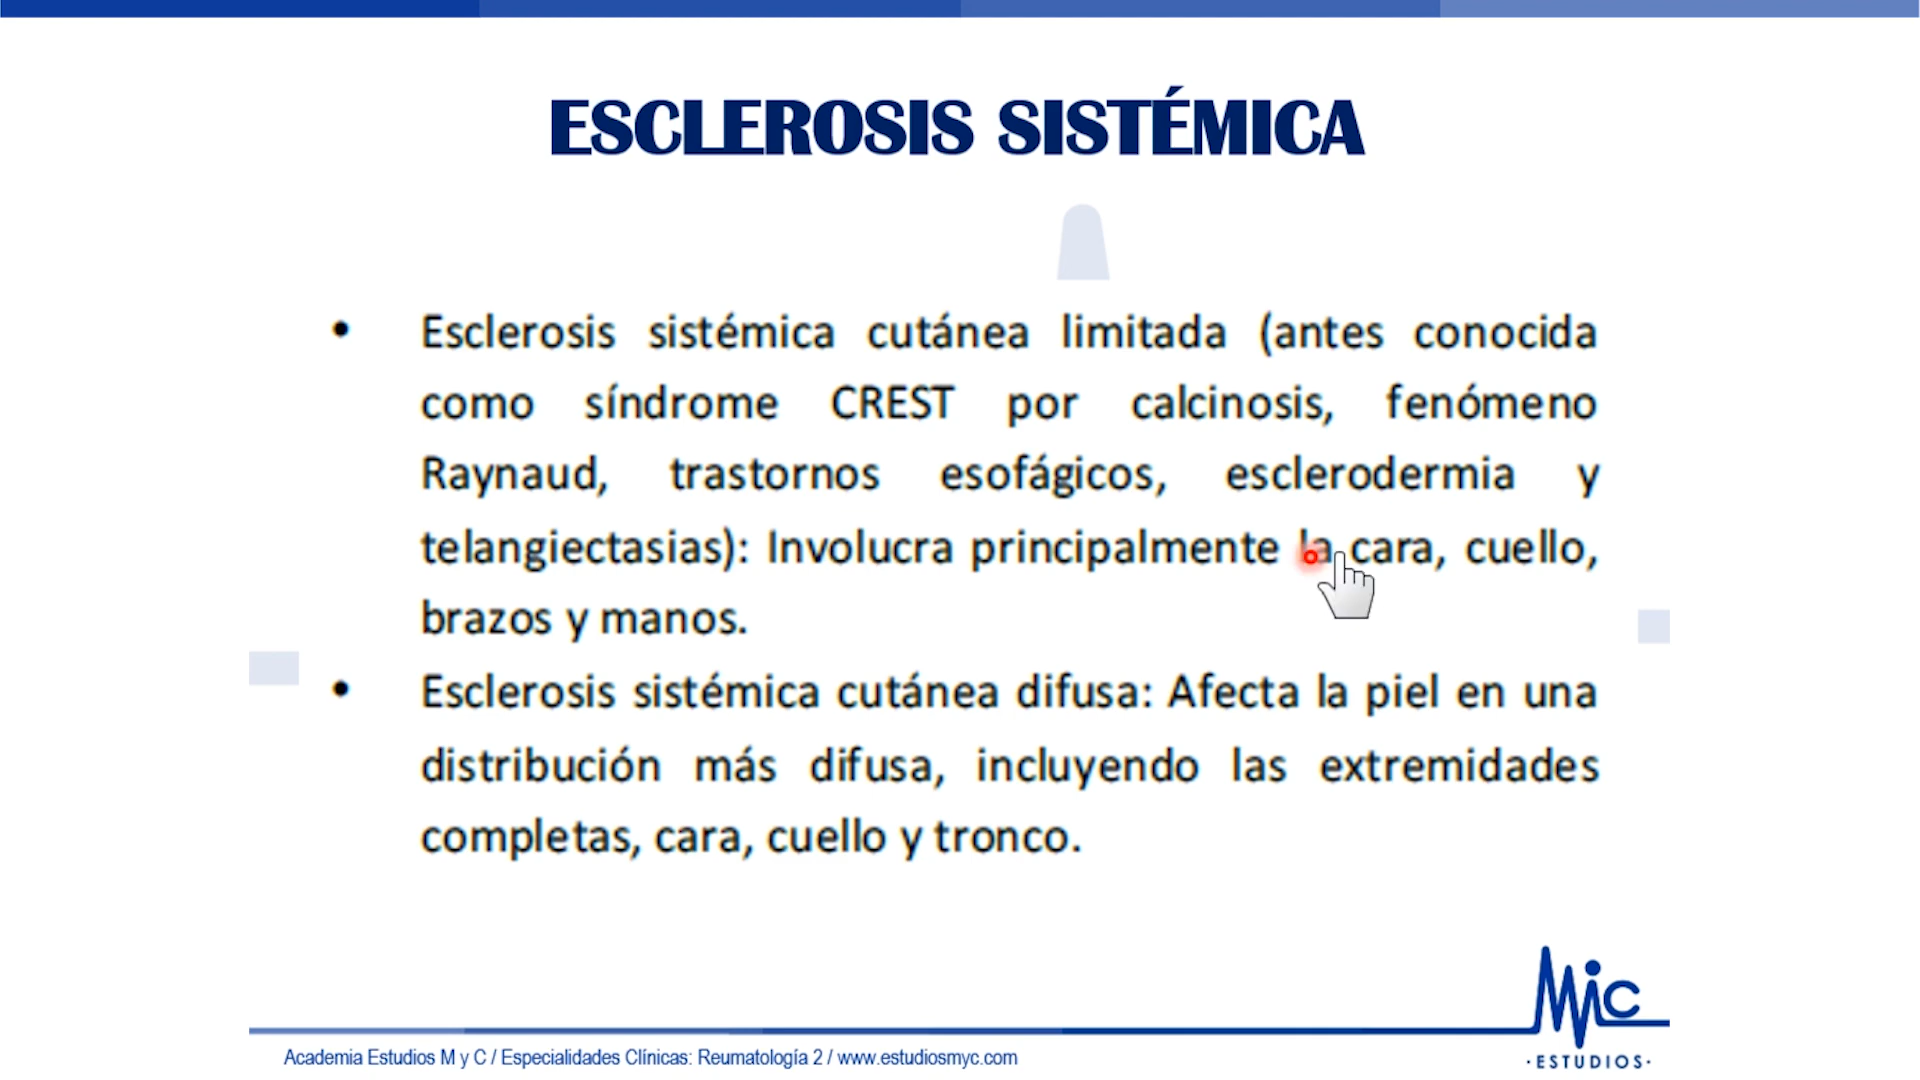 ESCLEROSIS SISTÉMICA
• Esclerosis sistémica cutánea limitada (antes conocida
como síndrome CREST por calcinosis, fenómeno
Raynaud, trastornos esofágicos, esclerodermia y
telangiectasias): Involucra principalmente la cara, cuello,
brazos y manos.
• Esclerosis sistémica cutánea difusa: Afecta la piel en una
distribución más difusa, incluyendo las extremidades
completas, cara, cuello y tronco.
Mic
·ESTUDIOS·
Academia Estudios M y C / Especialidades Clínicas: Reumatología 2 / www.estudiosmyc.com